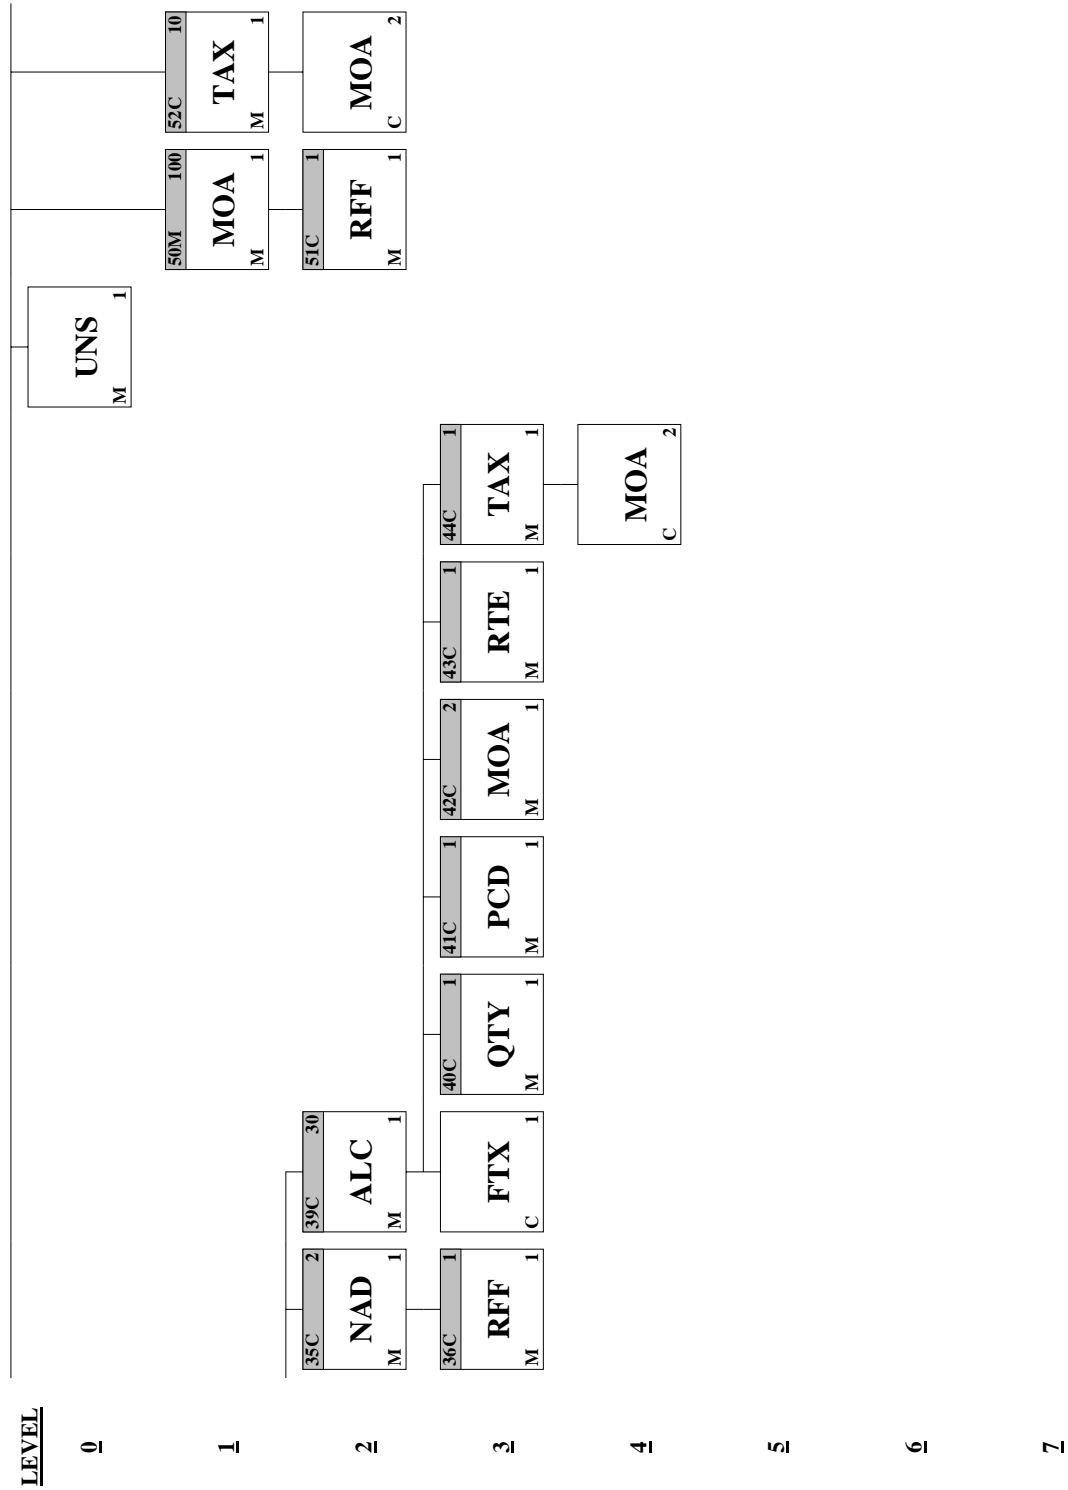 LEVEL
0
1
2
3
4
5
6
7
35C 2
NAD
M 1
36C 1
RFF
M 1
39C 30
ALC
M 1
FTX
C 1
40C 1
QTY
M 1
41C 1
PCD
M 1
42C 2
MOA
M 1
43C 1
RTE
M 1
44C 1
TAX
M 1
MOA
C 2
UNS
M 1
50M 100
MOA
M 1
51C 1
RFF
M 1
52C 10
TAX
M 1
MOA
C 2